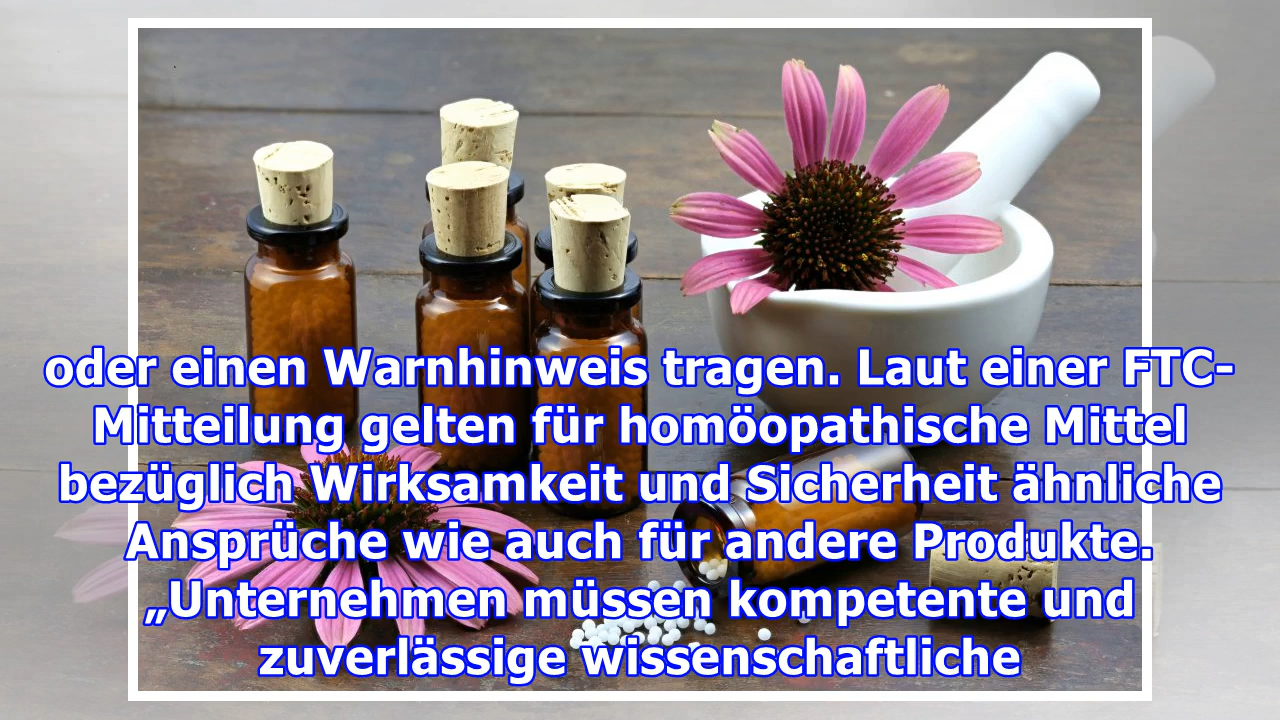 oder einen Warnhinweis tragen. Laut einer FTC-
Mitteilung gelten für homöopathische Mittel
bezüglich Wirksamkeit und Sicherheit ähnliche
Ansprüche wie auch für andere Produkte.
„Unternehmen müssen kompetente und
zuverlässige wissenschaftliche